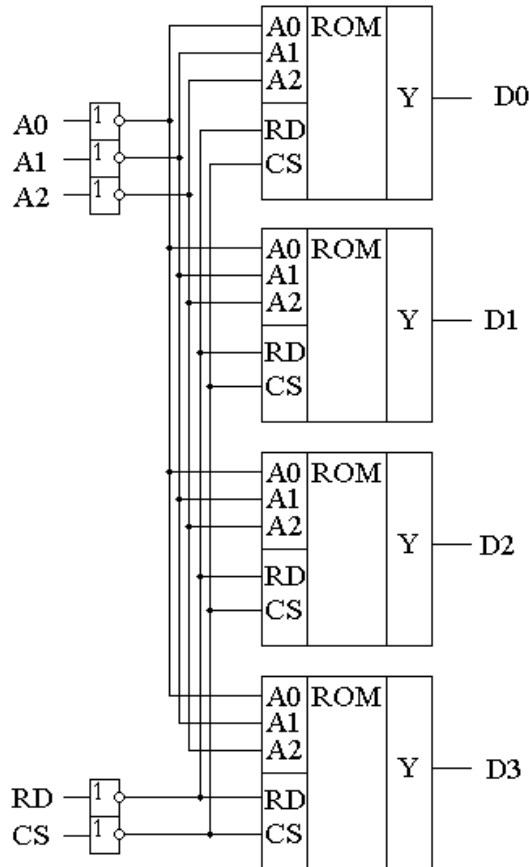 A0 ROM
A1
A2
Y D0
RD
CS
A0 1
A1 1
A2 1
A0 ROM
A1
A2
Y D1
RD
CS
A0 ROM
A1
A2
Y D2
RD
CS
A0 ROM
A1
A2
Y D3
RD
CS
RD 1
CS 1